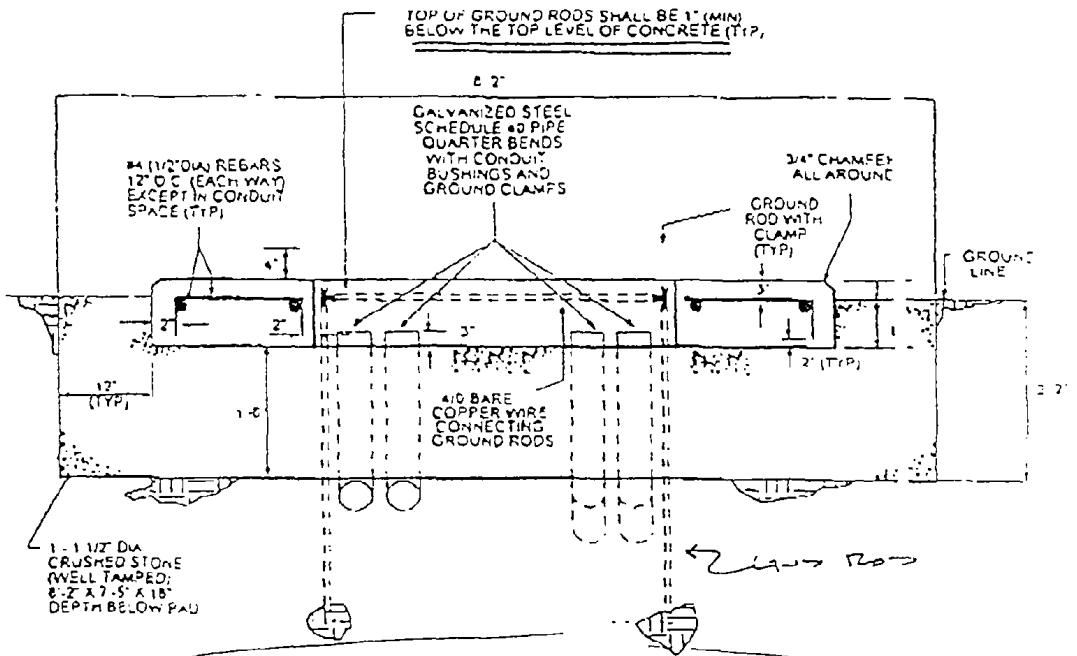 TOP OF GROUND RODS SHALL BE 1" (MIN)
BELOW THE TOP LEVEL OF CONCRETE (TYP)
8'-2"
GALVANIZED STEEL
SCHEDULE 40 PIPE
QUARTER BENDS
WITH CONDUIT
BUSHINGS AND
GROUND CLAMPS
#4 (1/2" DIA) REBARS
12" O.C. (EACH WAY)
EXCEPT IN CONDUIT
SPACE (TYP)
3/4" CHAMFER
ALL AROUND
GROUND
ROD WITH
CLAMP
(TYP)
GROUND
LINE
4"
3"
2"
2"
3"
2" (TYP)
12"
(TYP)
4/0 BARE
COPPER WIRE
CONNECTING
GROUND RODS
1 - 1 1/2" DIA
CRUSHED STONE
(WELL TAMPED)
8'-2" X 7'-5" X 18"
DEPTH BELOW PAD
Rod